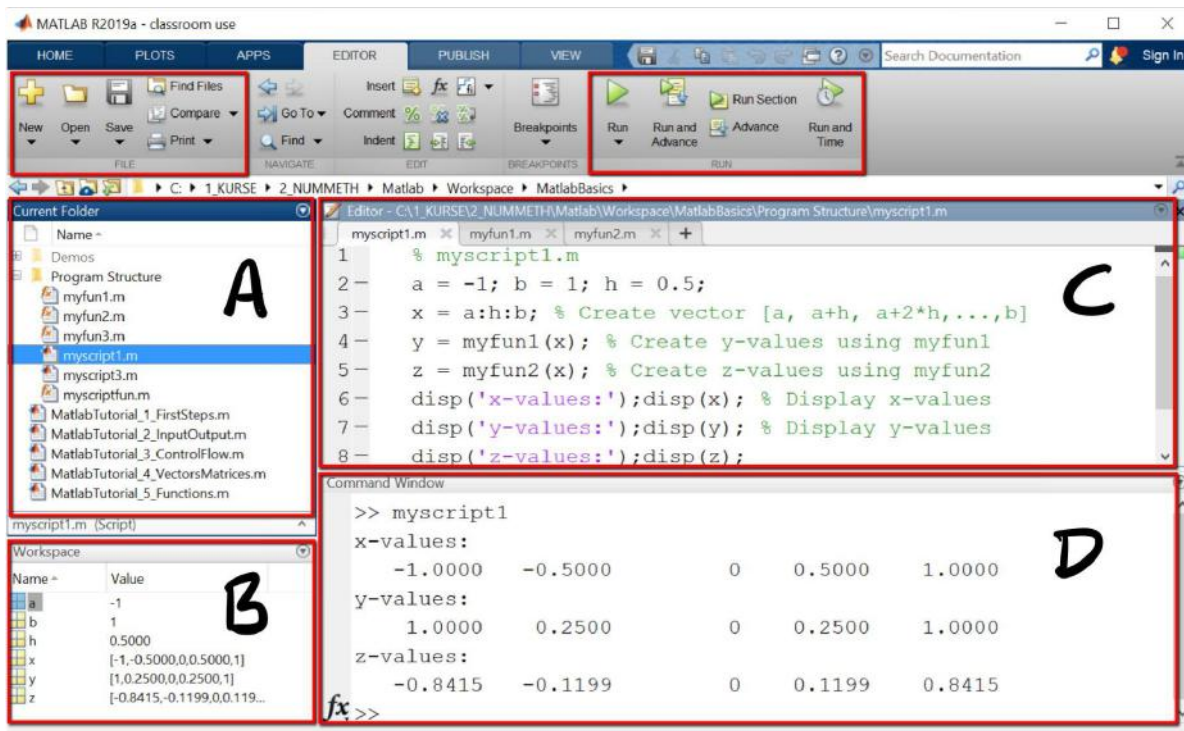 MATLAB R2019a - classroom use
HOME PLOTS APPS EDITOR PUBLISH VIEW Search Documentation Sign In
New Open Save Find Files Compare Print
FILE
Go To Find
NAVIGATE
Insert fx
Comment
Indent
EDIT
Breakpoints
BREAKPOINTS
Run Run and Advance Run Section Advance Run and Time
RUN
C: 1_KURSE 2_NUMMETH Matlab Workspace MatlabBasics
Current Folder
Name
Demos
Program Structure
myfun1.m
myfun2.m
myfun3.m
myscript1.m
myscript3.m
myscriptfun.m
MatlabTutorial_1_FirstSteps.m
MatlabTutorial_2_InputOutput.m
MatlabTutorial_3_ControlFlow.m
MatlabTutorial_4_VectorsMatrices.m
MatlabTutorial_5_Functions.m
A
myscript1.m (Script)
Workspace
Name Value
a -1
b 1
h 0.5000
x [-1,-0.5000,0,0.5000,1]
y [1,0.2500,0,0.2500,1]
z [-0.8415,-0.1199,0,0.119...
B
Editor - C:\1_KURSE\2_NUMMETH\Matlab\Workspace\MatlabBasics\Program Structure\myscript1.m
myscript1.m myfun1.m myfun2.m
1 % myscript1.m
2 - a = -1; b = 1; h = 0.5;
3 - x = a:h:b; % Create vector [a, a+h, a+2*h,...,b]
4 - y = myfun1(x); % Create y-values using myfun1
5 - z = myfun2(x); % Create z-values using myfun2
6 - disp('x-values:');disp(x); % Display x-values
7 - disp('y-values:');disp(y); % Display y-values
8 - disp('z-values:');disp(z);
C
Command Window
>> myscript1
x-values:
-1.0000 -0.5000 0 0.5000 1.0000
y-values:
1.0000 0.2500 0 0.2500 1.0000
z-values:
-0.8415 -0.1199 0 0.1199 0.8415
fx >>
D